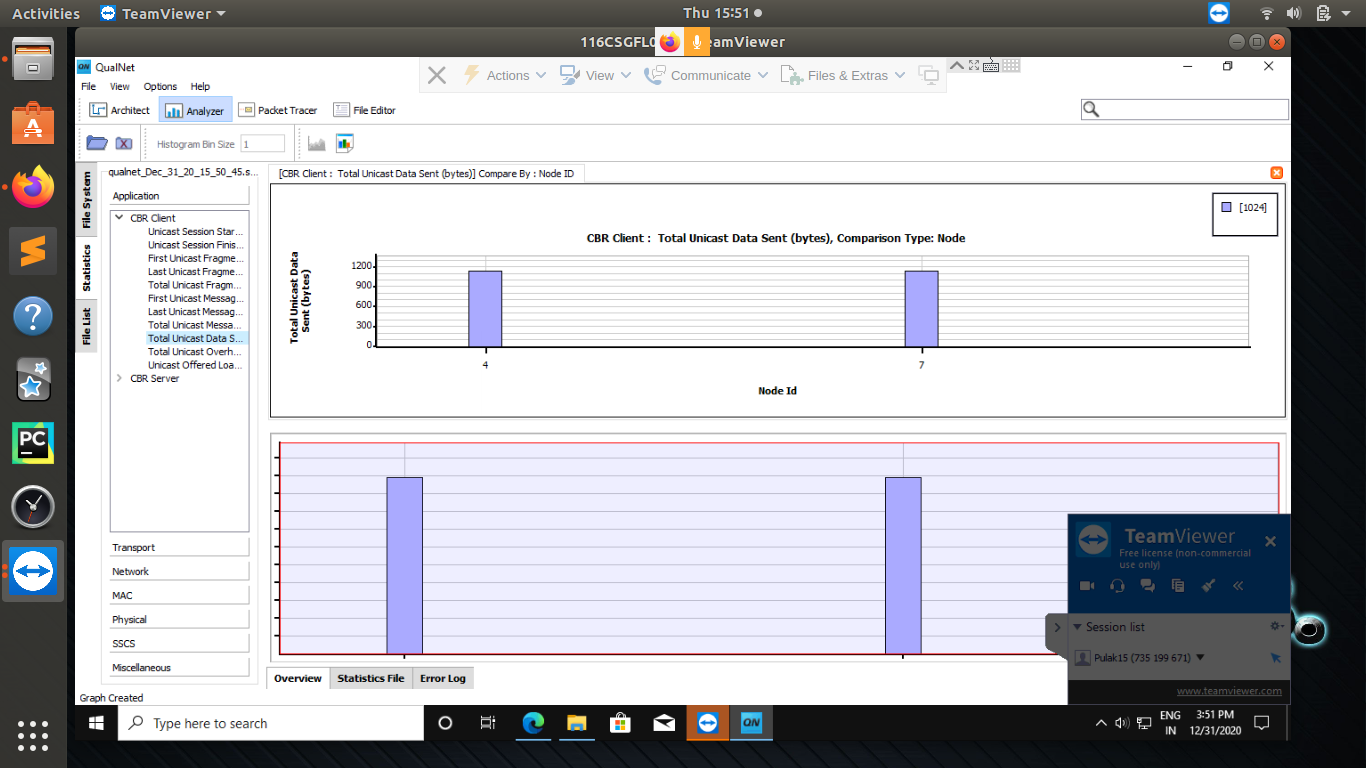 Activities
TeamViewer
Thu 15:51
116CSGFL0
eamViewer
QualNet
File View Options Help
Actions
View
Communicate
Files & Extras
Architect
Analyzer
Packet Tracer
File Editor
Histogram Bin Size 1
File System
Statistics
File List
qualnet_Dec_31_20_15_50_45.s...
Application
CBR Client
Unicast Session Star...
Unicast Session Finis...
First Unicast Fragme...
Last Unicast Fragme...
Total Unicast Fragm...
First Unicast Messag...
Last Unicast Messag...
Total Unicast Messa...
Total Unicast Data S...
Total Unicast Overh...
Unicast Offered Loa...
CBR Server
Transport
Network
MAC
Physical
SSCS
Miscellaneous
[CBR Client : Total Unicast Data Sent (bytes)] Compare By : Node ID
[1024]
CBR Client : Total Unicast Data Sent (bytes), Comparison Type: Node
Total Unicast Data
Sent (bytes)
1200
900
600
300
0
4
7
Node Id
TeamViewer
Free license (non-commercial
use only)
Session list
Pulak15 (735 199 671)
www.teamviewer.com
Overview
Statistics File
Error Log
Graph Created
Type here to search
QN
ENG
IN
3:51 PM
12/31/2020
PC
QN